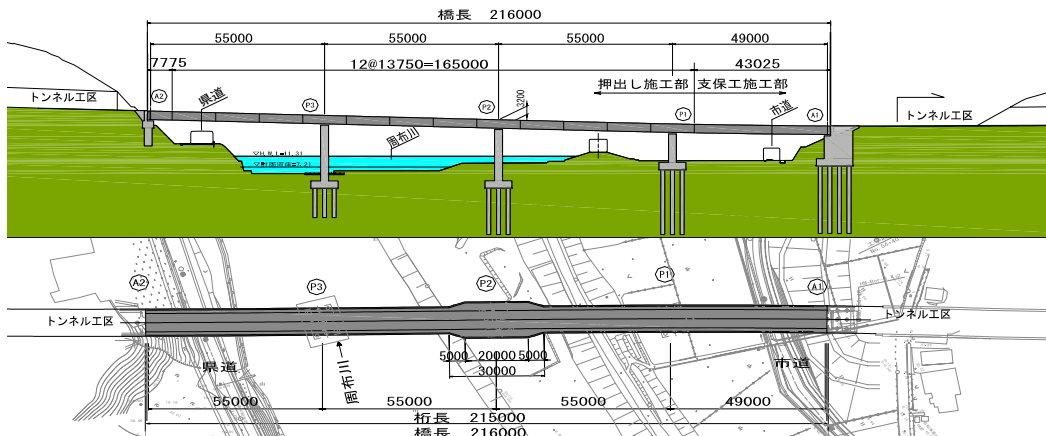 橋長 216000
55000 55000 55000 49000
7775 12@13750=165000 43025
押出し施工部 支保工施工部
トンネル工区 A2 県道 P3 P2 3200 P1 市道 A1 トンネル工区
周布川
▽H.W.L=11.31
A2 P3 P2 P1 A1
トンネル工区 トンネル工区
5000 20000 5000
30000
県道 周布川 市道
55000 55000 55000 49000
桁長 215000
橋長 216000